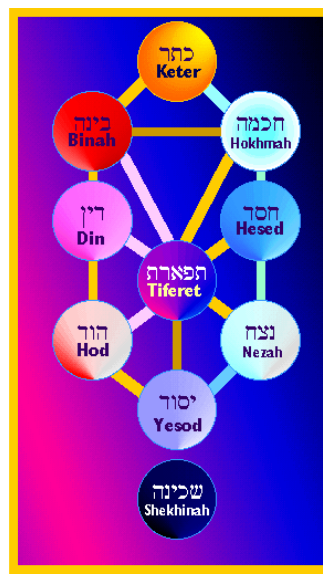 כתר
Keter
בינה
Binah
חכמה
Hokhmah
דין
Din
חסד
Hesed
תפארת
Tiferet
הוד
Hod
נצח
Nezah
יסוד
Yesod
שכינה
Shekhinah